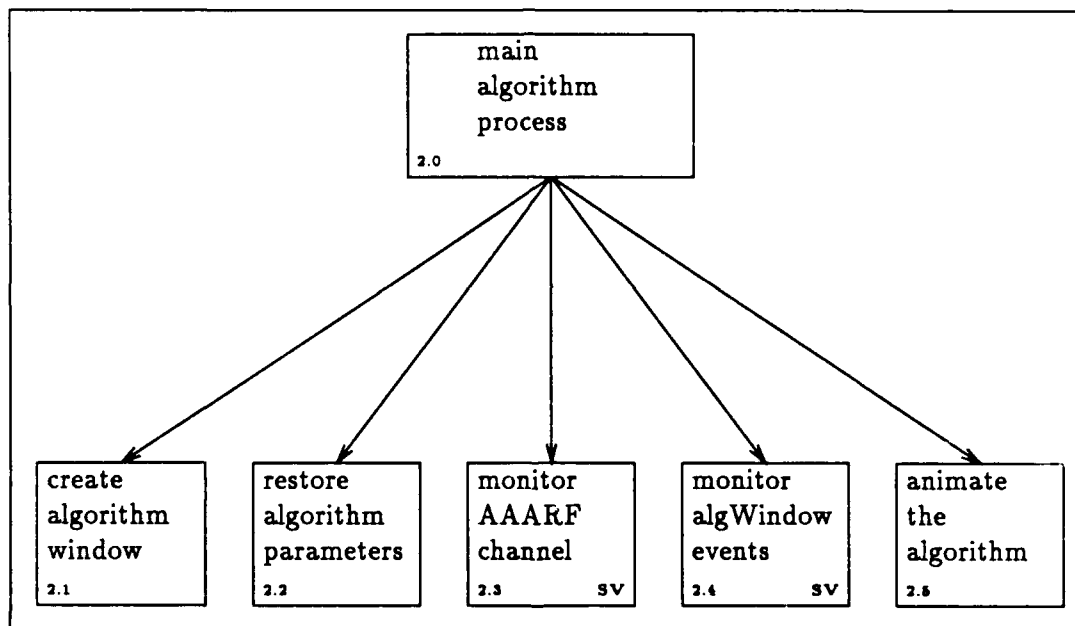 main
algorithm
process
2.0
create
algorithm
window
2.1
restore
algorithm
parameters
2.2
monitor
AAARF
channel
2.3 SV
monitor
algWindow
events
2.4 SV
animate
the
algorithm
2.5